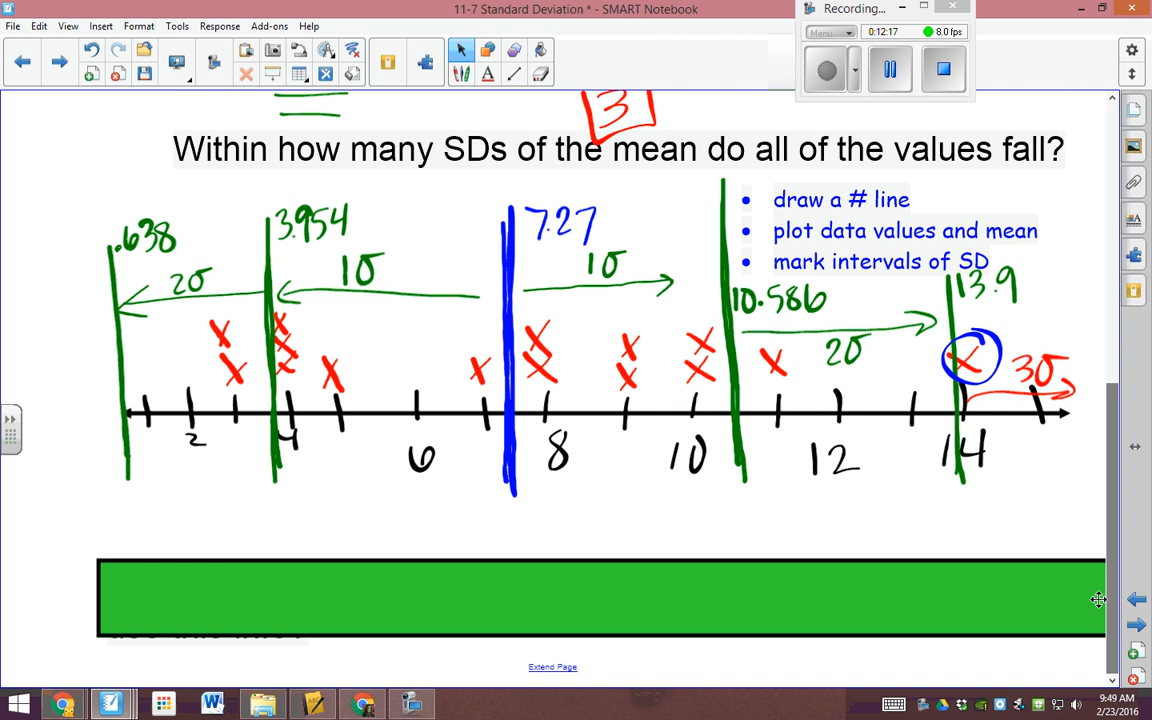 11-7 Standard Deviation * - SMART Notebook
Recording...
File Edit View Insert Format Tools Response Add-ons Help
Menu
0:12:17
8.0 fps
3
Within how many SDs of the mean do all of the values fall?
• draw a # line
• plot data values and mean
• mark intervals of SD
.638
3.954
7.27
10.586
13.9
2σ
1σ
1σ
2σ
3σ
x x x x x x x x x x x x x x x
2 4 6 8 10 12 14
Extend Page
9:49 AM
2/23/2016